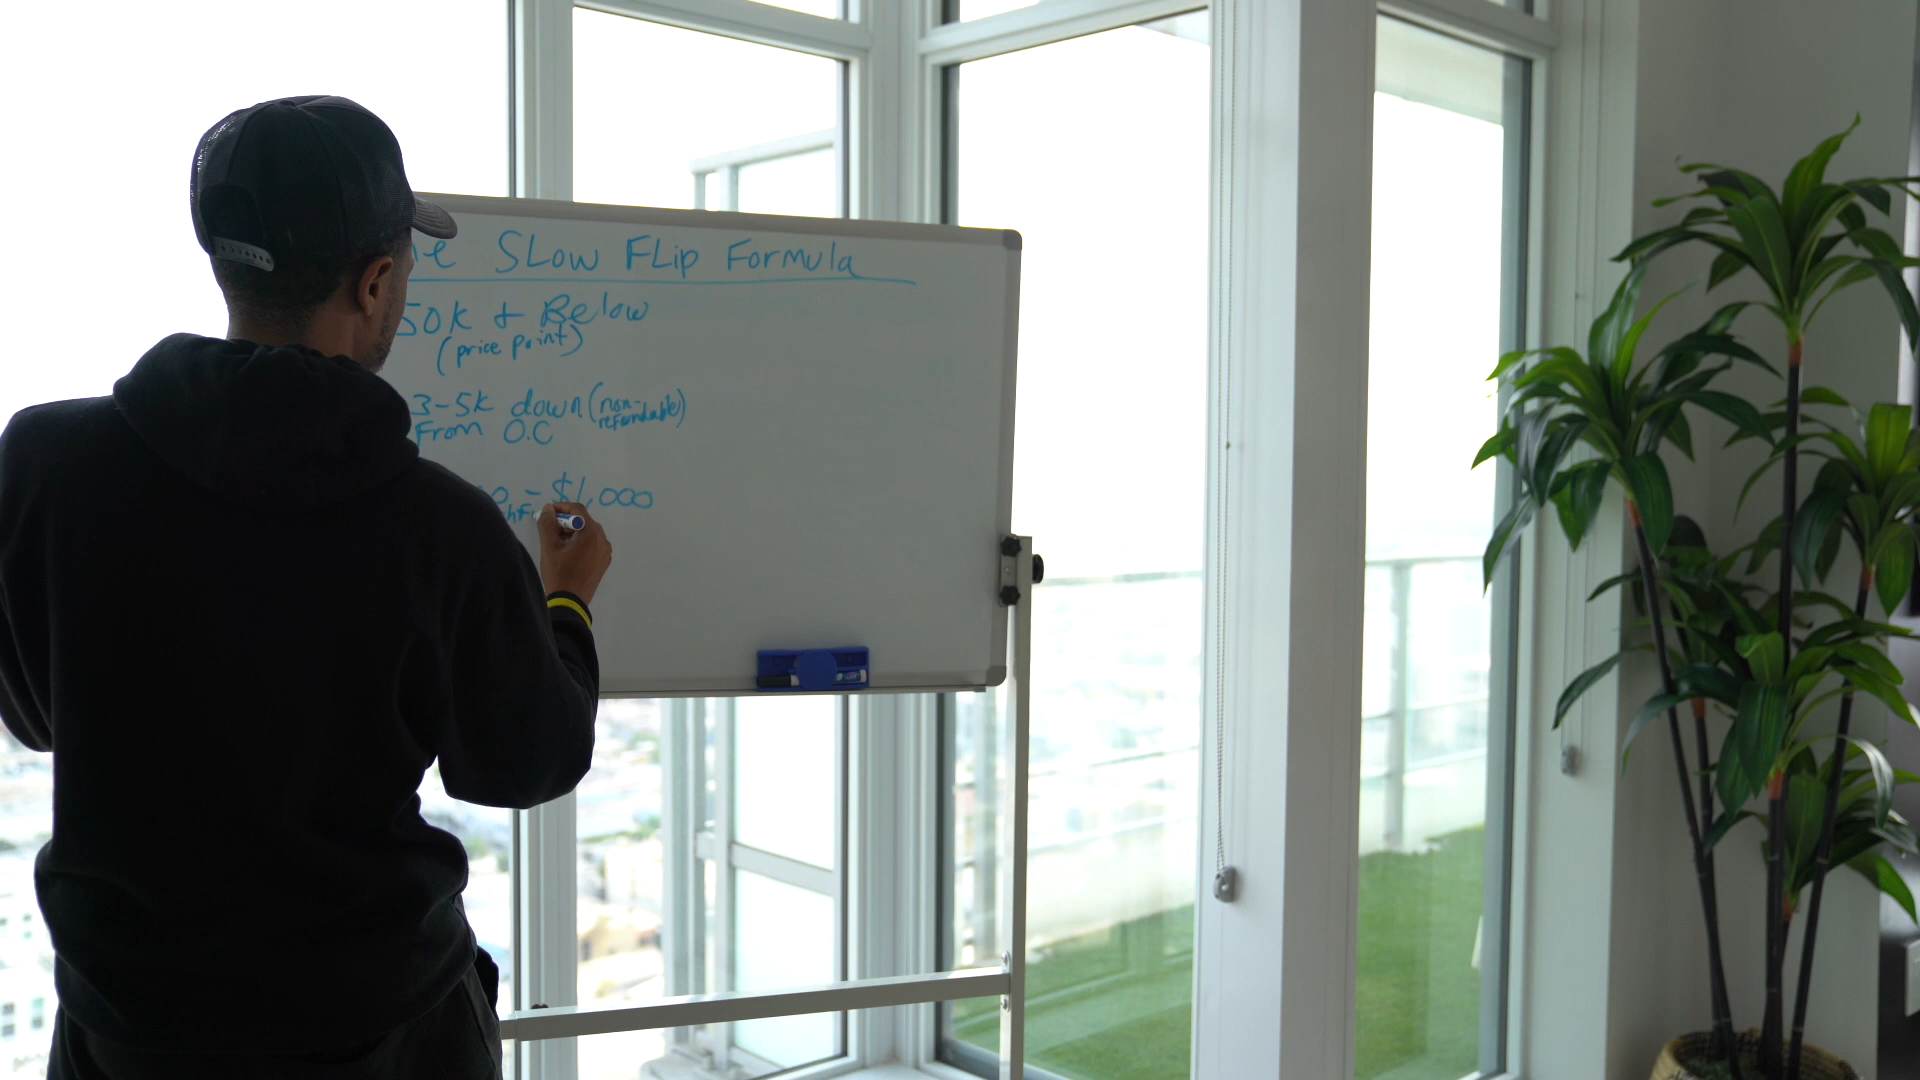 SLow FLip Formula
50k + Below
(price point)
3-5k down (non-refundable)
From O.C
- $1,000